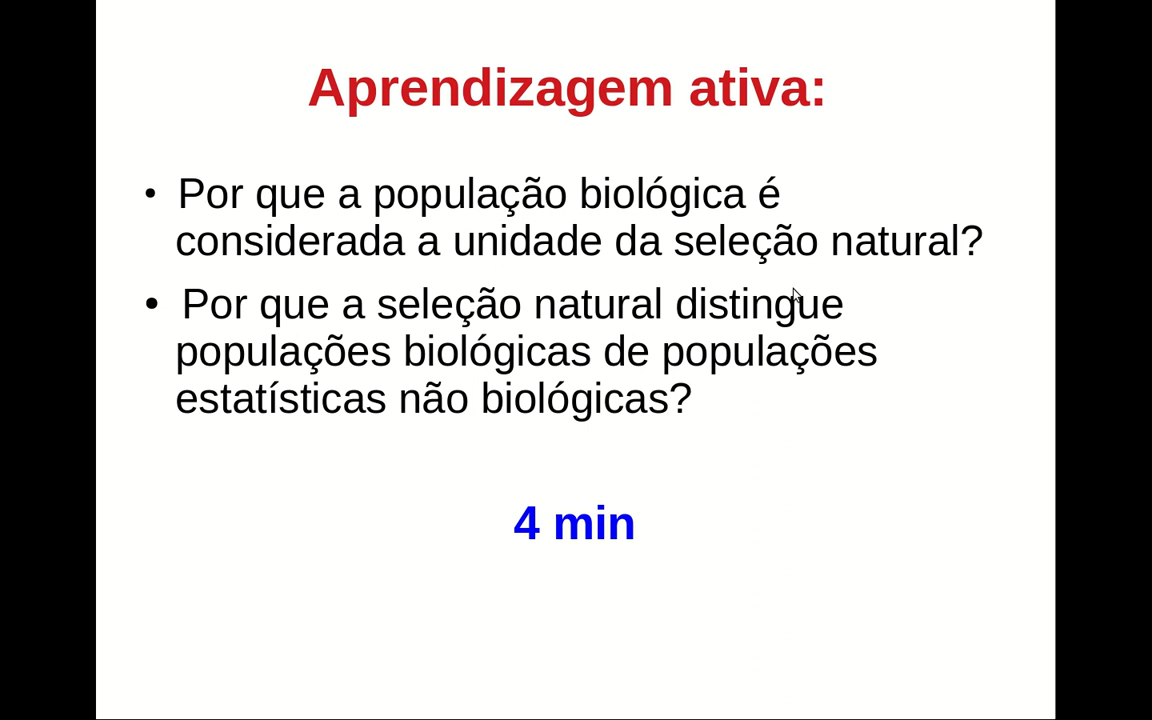 Aprendizagem ativa:
• Por que a população biológica é
considerada a unidade da seleção natural?
• Por que a seleção natural distingue
populações biológicas de populações
estatísticas não biológicas?
4 min